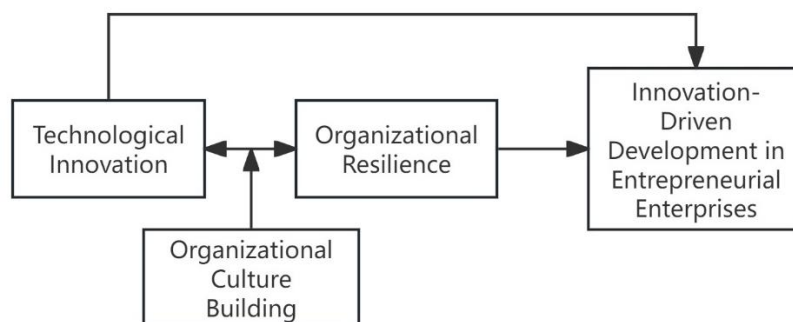 Technological
Innovation
Organizational
Resilience
Innovation-
Driven
Development in
Entrepreneurial
Enterprises
Organizational
Culture
Building